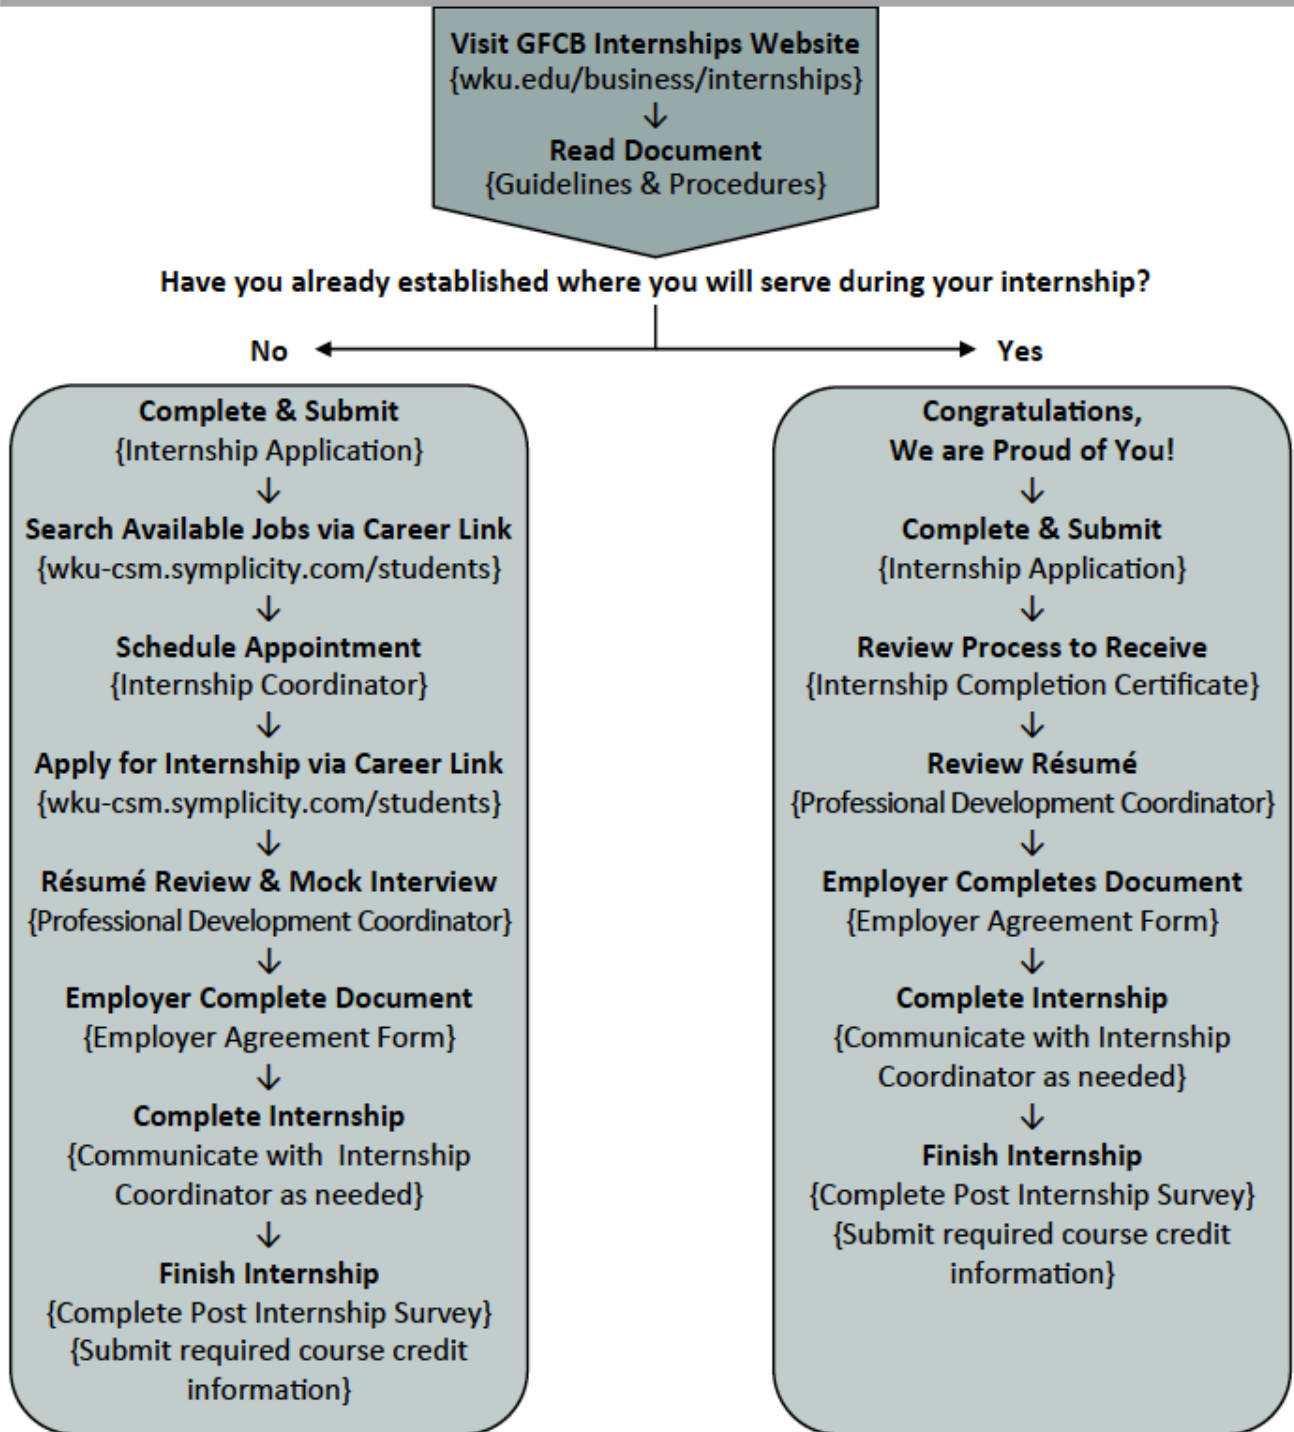 Visit GFCB Internships Website
{wku.edu/business/internships}
↓
Read Document
{Guidelines & Procedures}
Have you already established where you will serve during your internship?
No
Yes
Complete & Submit
{Internship Application}
↓
Search Available Jobs via Career Link
{wku-csm.symplicity.com/students}
↓
Schedule Appointment
{Internship Coordinator}
↓
Apply for Internship via Career Link
{wku-csm.symplicity.com/students}
↓
Résumé Review & Mock Interview
{Professional Development Coordinator}
↓
Employer Complete Document
{Employer Agreement Form}
↓
Complete Internship
{Communicate with Internship
Coordinator as needed}
↓
Finish Internship
{Complete Post Internship Survey}
{Submit required course credit
information}
Congratulations,
We are Proud of You!
↓
Complete & Submit
{Internship Application}
↓
Review Process to Receive
{Internship Completion Certificate}
↓
Review Résumé
{Professional Development Coordinator}
↓
Employer Completes Document
{Employer Agreement Form}
↓
Complete Internship
{Communicate with Internship
Coordinator as needed}
↓
Finish Internship
{Complete Post Internship Survey}
{Submit required course credit
information}